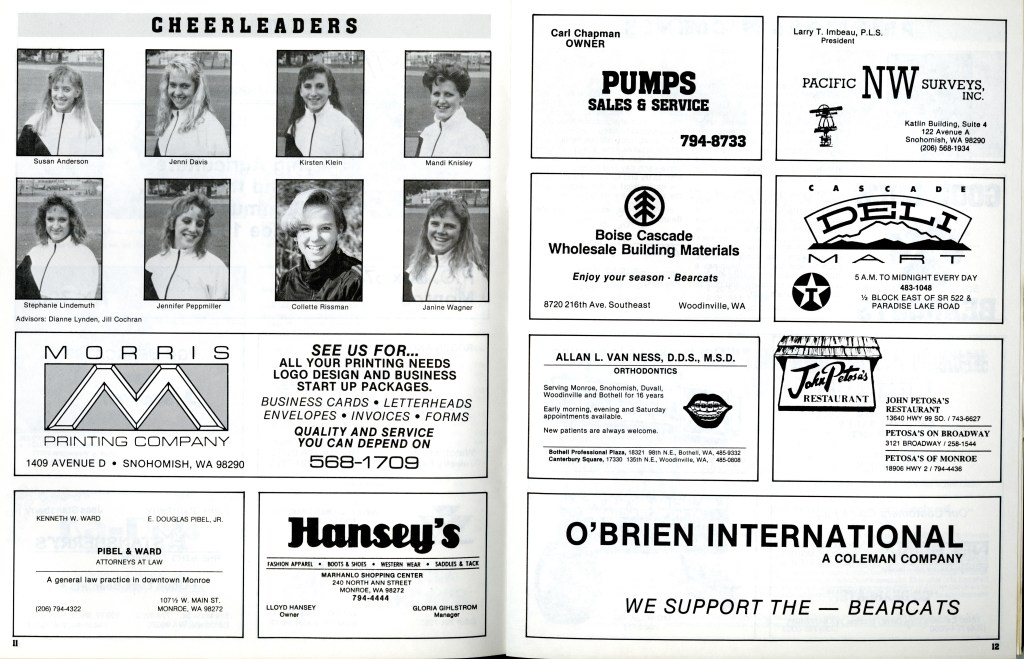 CHEERLEADERS
Susan Anderson
Jenni Davis
Kirsten Klein
Mandi Knisley
Stephanie Lindemuth
Jennifer Peppmiller
Collette Rissman
Janine Wagner
Advisors: Dianne Lynden, Jill Cochran
MORRIS
M
PRINTING COMPANY
1409 AVENUE D • SNOHOMISH, WA 98290
SEE US FOR...
ALL YOUR PRINTING NEEDS
LOGO DESIGN AND BUSINESS
START UP PACKAGES.
BUSINESS CARDS • LETTERHEADS
ENVELOPES • INVOICES • FORMS
QUALITY AND SERVICE
YOU CAN DEPEND ON
568-1709
KENNETH W. WARD E. DOUGLAS PIBEL, JR.
PIBEL & WARD
ATTORNEYS AT LAW
A general law practice in downtown Monroe
107½ W. MAIN ST.
(206) 794-4322 MONROE, WA 98272
Hansey's
FASHION APPAREL • BOOTS & SHOES • WESTERN WEAR • SADDLES & TACK
MARHANLO SHOPPING CENTER
240 NORTH ANN STREET
MONROE, WA 98272
794-4444
LLOYD HANSEY GLORIA GIHLSTROM
Owner Manager
11
Carl Chapman
OWNER
PUMPS
SALES & SERVICE
794-8733
Larry T. Imbeau, P.L.S.
President
PACIFIC NW SURVEYS,
INC.
Katlin Building, Suite 4
122 Avenue A
Snohomish, WA 98290
(206) 568-1934
Boise Cascade
Wholesale Building Materials
Enjoy your season - Bearcats
8720 216th Ave. Southeast Woodinville, WA
CASCADE
DELI
MART
T
5 A.M. TO MIDNIGHT EVERY DAY
483-1048
½ BLOCK EAST OF SR 522 &
PARADISE LAKE ROAD
ALLAN L. VAN NESS, D.D.S., M.S.D.
ORTHODONTICS
Serving Monroe, Snohomish, Duvall,
Woodinville and Bothell for 16 years
Early morning, evening and Saturday
appointments available.
New patients are always welcome.
Bothell Professional Plaza, 18321 98th N.E., Bothell, WA, 485-9332
Canterbury Square, 17330 135th N.E., Woodinville, WA, 485-0808
John Petosa's
RESTAURANT
JOHN PETOSA'S
RESTAURANT
13640 HWY 99 SO. / 743-6627
PETOSA'S ON BROADWAY
3121 BROADWAY / 258-1544
PETOSA'S OF MONROE
18906 HWY 2 / 794-4436
O'BRIEN INTERNATIONAL
A COLEMAN COMPANY
WE SUPPORT THE — BEARCATS
12